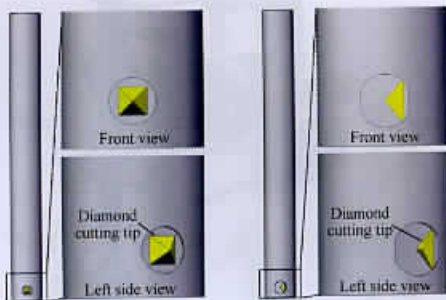 Front view
Diamond
cutting tip
Left side view
Front view
Diamond
cutting tip
Left side view